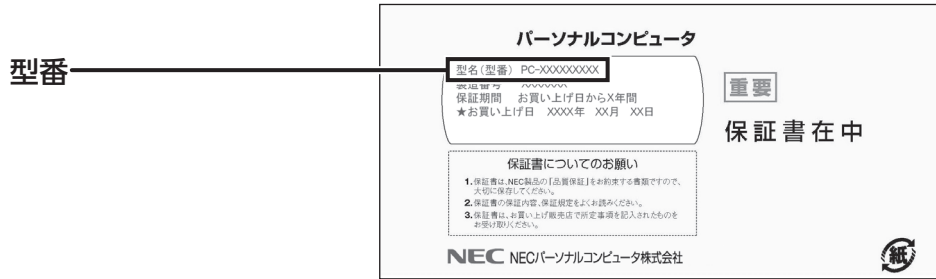 パーソナルコンピュータ
型番
型名(型番) PC-XXXXXXXXX
製造番号 XXXXXXX
保証期間 お買い上げ日からX年間
★お買い上げ日 XXXX年 XX月 XX日
重要
保証書在中
保証書についてのお願い
1.保証書は、NEC製品の「品質保証」をお約束する書類ですので、
大切に保存してください。
2.保証書の保証内容、保証規定をよくお読みください。
3.保証書は、お買い上げ販売店で所定事項を記入されたものを
お受け取りください。
NEC NECパーソナルコンピュータ株式会社
紙